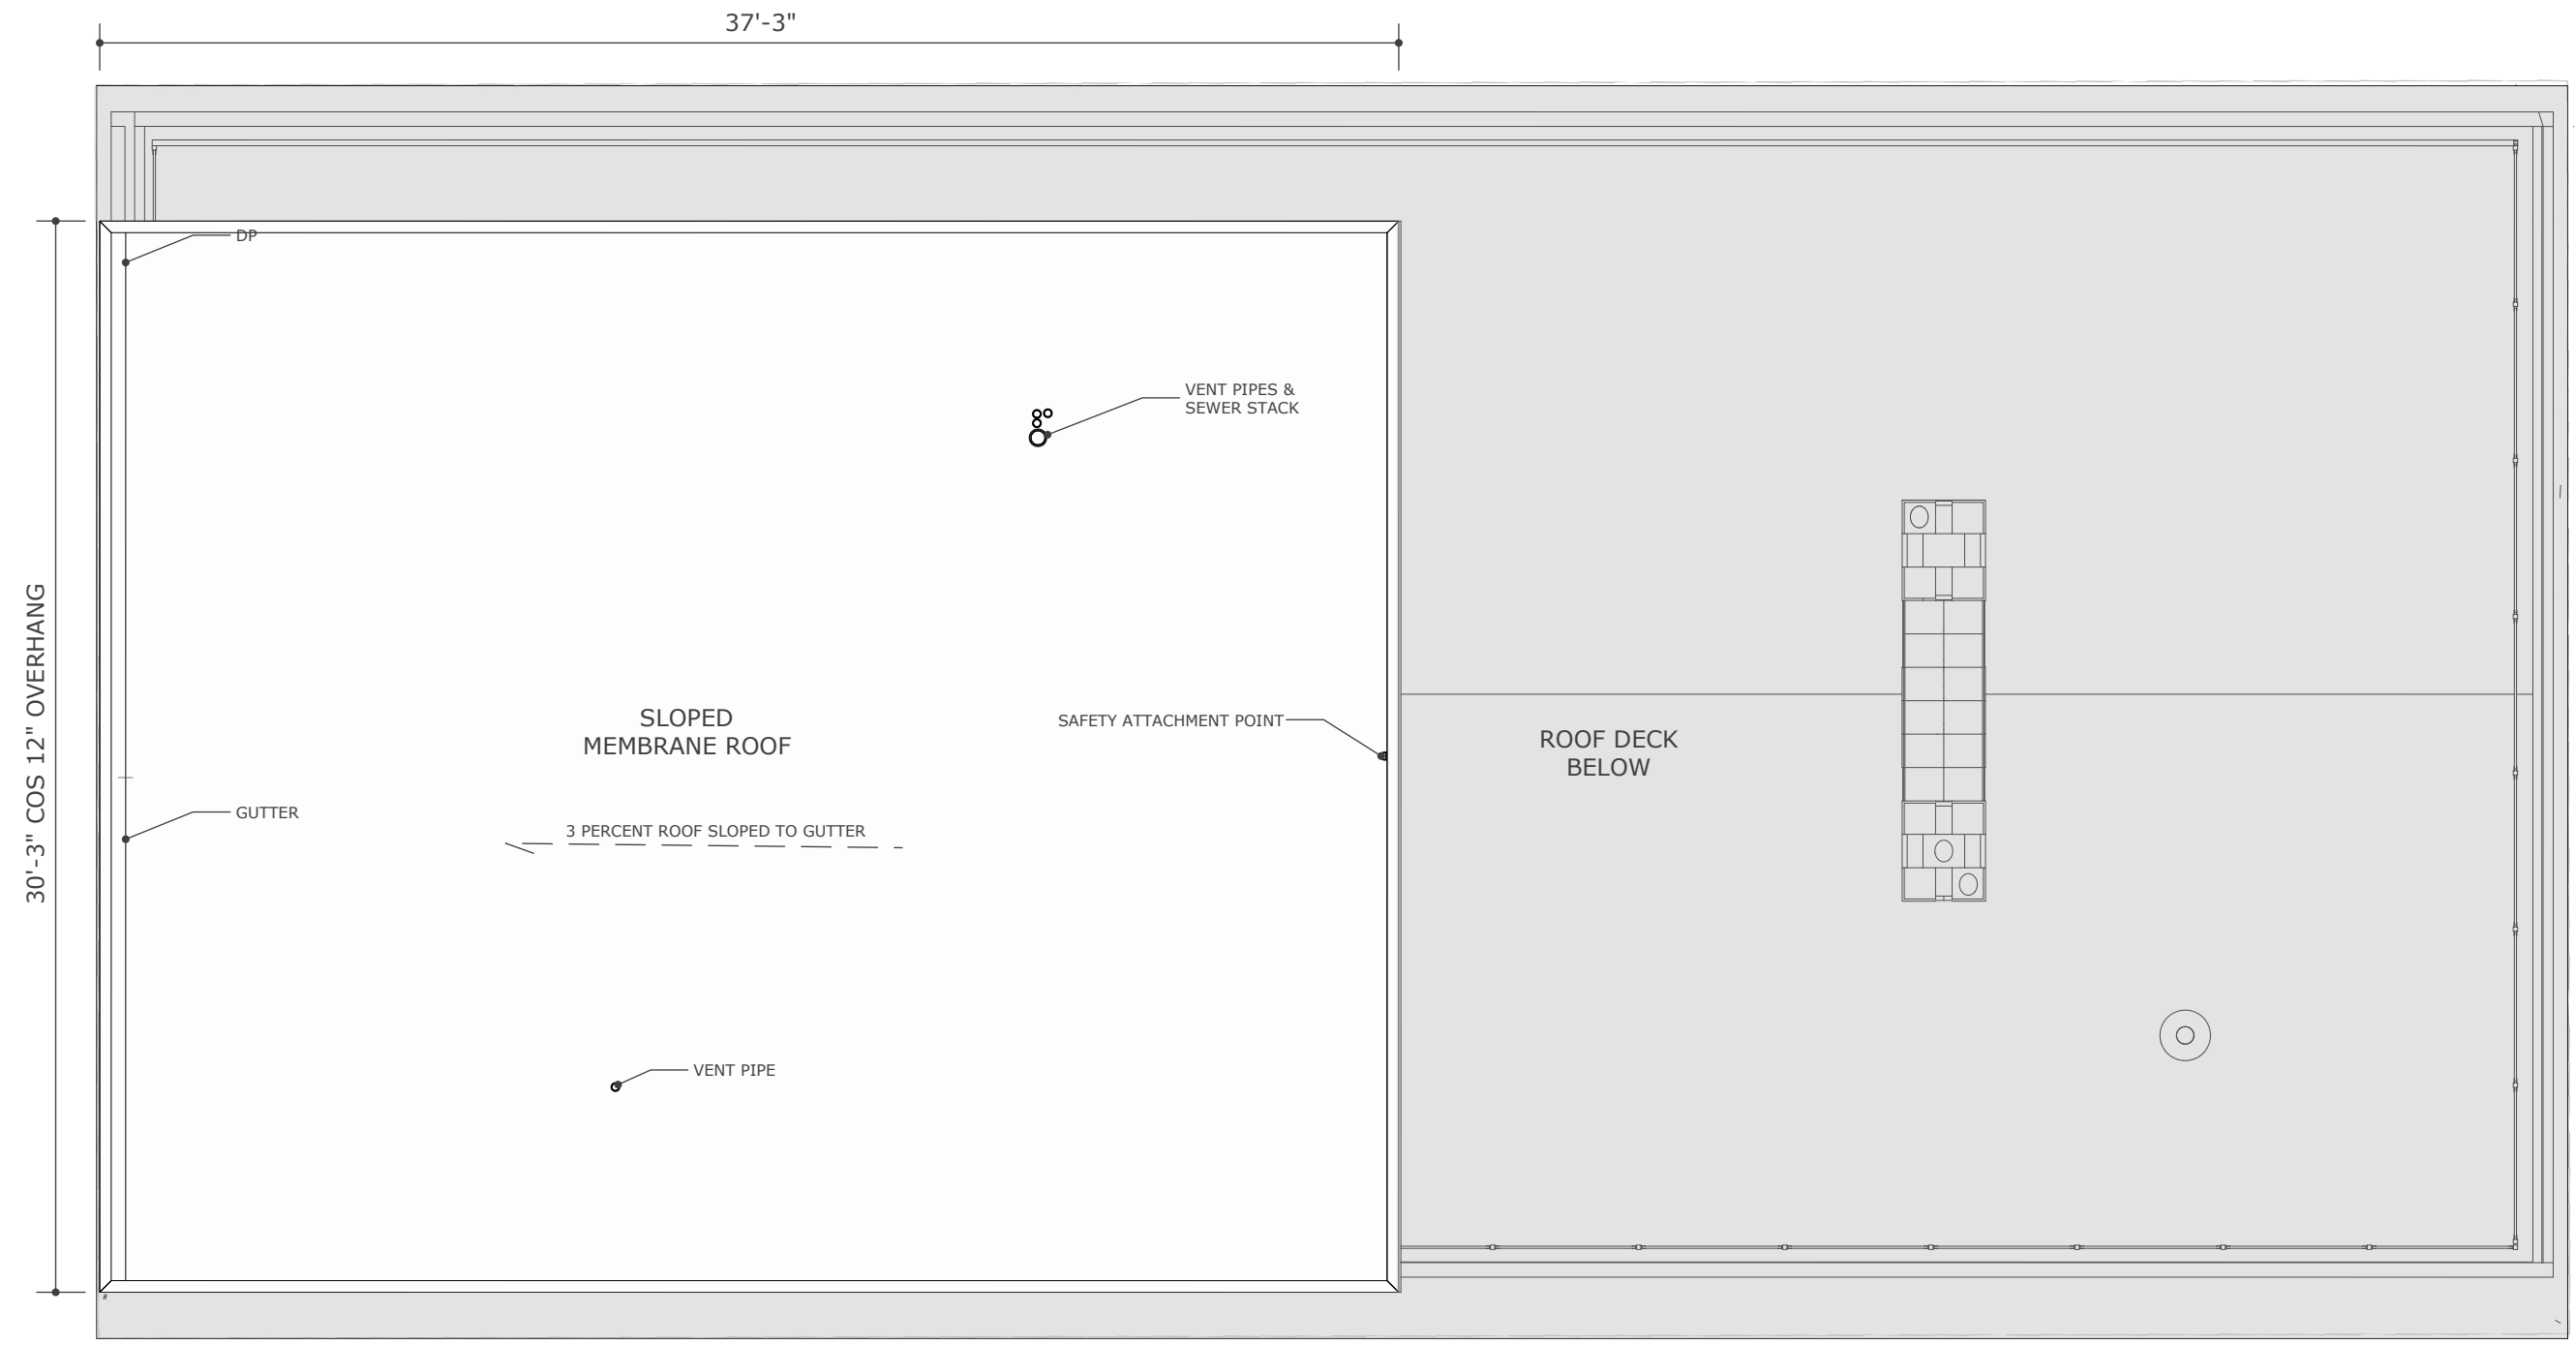 37'-3"
DP
VENT PIPES &
SEWER STACK
30'-3" COS 12" OVERHANG
SLOPED
MEMBRANE ROOF
SAFETY ATTACHMENT POINT
ROOF DECK
BELOW
GUTTER
3 PERCENT ROOF SLOPED TO GUTTER
VENT PIPE